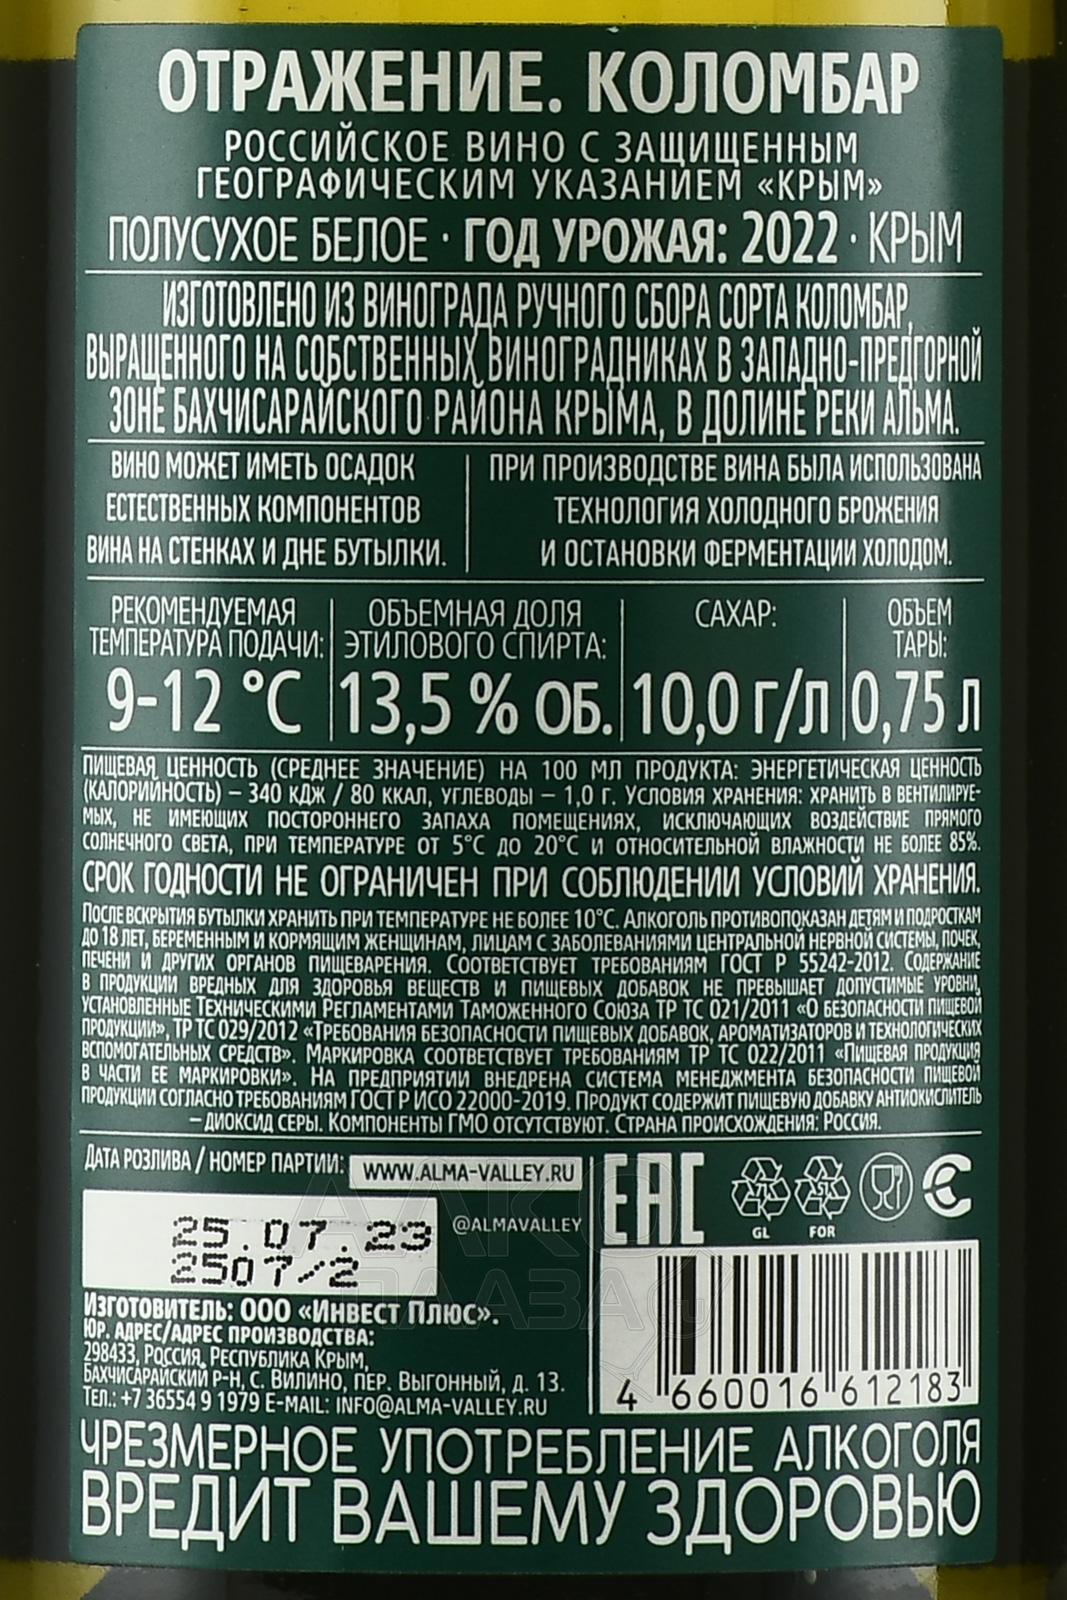 ОТРАЖЕНИЕ. КОЛОМБАР
РОССИЙСКОЕ ВИНО С ЗАЩИЩЕННЫМ
ГЕОГРАФИЧЕСКИМ УКАЗАНИЕМ «КРЫМ»
ПОЛУСУХОЕ БЕЛОЕ · ГОД УРОЖАЯ: 2022 · КРЫМ
ИЗГОТОВЛЕНО ИЗ ВИНОГРАДА РУЧНОГО СБОРА СОРТА КОЛОМБАР,
ВЫРАЩЕННОГО НА СОБСТВЕННЫХ ВИНОГРАДНИКАХ В ЗАПАДНО-ПРЕДГОРНОЙ
ЗОНЕ БАХЧИСАРАЙСКОГО РАЙОНА КРЫМА, В ДОЛИНЕ РЕКИ АЛЬМА.
ВИНО МОЖЕТ ИМЕТЬ ОСАДОК
ЕСТЕСТВЕННЫХ КОМПОНЕНТОВ
ВИНА НА СТЕНКАХ И ДНЕ БУТЫЛКИ.
ПРИ ПРОИЗВОДСТВЕ ВИНА БЫЛА ИСПОЛЬЗОВАНА
ТЕХНОЛОГИЯ ХОЛОДНОГО БРОЖЕНИЯ
И ОСТАНОВКИ ФЕРМЕНТАЦИИ ХОЛОДОМ.
РЕКОМЕНДУЕМАЯ
ТЕМПЕРАТУРА ПОДАЧИ:
9-12 °С
ОБЪЕМНАЯ ДОЛЯ
ЭТИЛОВОГО СПИРТА:
13,5 % ОБ.
САХАР:
10,0 Г/Л
ОБЪЕМ
ТАРЫ:
0,75 Л
ПИЩЕВАЯ ЦЕННОСТЬ (СРЕДНЕЕ ЗНАЧЕНИЕ) НА 100 МЛ ПРОДУКТА: ЭНЕРГЕТИЧЕСКАЯ ЦЕННОСТЬ
(КАЛОРИЙНОСТЬ) – 340 КДЖ / 80 ККАЛ, УГЛЕВОДЫ – 1,0 Г. УСЛОВИЯ ХРАНЕНИЯ: ХРАНИТЬ В ВЕНТИЛИРУЕ-
МЫХ, НЕ ИМЕЮЩИХ ПОСТОРОННЕГО ЗАПАХА ПОМЕЩЕНИЯХ, ИСКЛЮЧАЮЩИХ ВОЗДЕЙСТВИЕ ПРЯМОГО
СОЛНЕЧНОГО СВЕТА, ПРИ ТЕМПЕРАТУРЕ ОТ 5°С ДО 20°С И ОТНОСИТЕЛЬНОЙ ВЛАЖНОСТИ НЕ БОЛЕЕ 85%.
СРОК ГОДНОСТИ НЕ ОГРАНИЧЕН ПРИ СОБЛЮДЕНИИ УСЛОВИЙ ХРАНЕНИЯ.
ПОСЛЕ ВСКРЫТИЯ БУТЫЛКИ ХРАНИТЬ ПРИ ТЕМПЕРАТУРЕ НЕ БОЛЕЕ 10°С. АЛКОГОЛЬ ПРОТИВОПОКАЗАН ДЕТЯМ И ПОДРОСТКАМ
ДО 18 ЛЕТ, БЕРЕМЕННЫМ И КОРМЯЩИМ ЖЕНЩИНАМ, ЛИЦАМ С ЗАБОЛЕВАНИЯМИ ЦЕНТРАЛЬНОЙ НЕРВНОЙ СИСТЕМЫ, ПОЧЕК,
ПЕЧЕНИ И ДРУГИХ ОРГАНОВ ПИЩЕВАРЕНИЯ. СООТВЕТСТВУЕТ ТРЕБОВАНИЯМ ГОСТ Р 55242-2012. СОДЕРЖАНИЕ
В ПРОДУКЦИИ ВРЕДНЫХ ДЛЯ ЗДОРОВЬЯ ВЕЩЕСТВ И ПИЩЕВЫХ ДОБАВОК НЕ ПРЕВЫШАЕТ ДОПУСТИМЫЕ УРОВНИ,
УСТАНОВЛЕННЫЕ ТЕХНИЧЕСКИМИ РЕГЛАМЕНТАМИ ТАМОЖЕННОГО СОЮЗА ТР ТС 021/2011 «О БЕЗОПАСНОСТИ ПИЩЕВОЙ
ПРОДУКЦИИ», ТР ТС 029/2012 «ТРЕБОВАНИЯ БЕЗОПАСНОСТИ ПИЩЕВЫХ ДОБАВОК, АРОМАТИЗАТОРОВ И ТЕХНОЛОГИЧЕСКИХ
ВСПОМОГАТЕЛЬНЫХ СРЕДСТВ». МАРКИРОВКА СООТВЕТСТВУЕТ ТРЕБОВАНИЯМ ТР ТС 022/2011 «ПИЩЕВАЯ ПРОДУКЦИЯ
В ЧАСТИ ЕЕ МАРКИРОВКИ». НА ПРЕДПРИЯТИИ ВНЕДРЕНА СИСТЕМА МЕНЕДЖМЕНТА БЕЗОПАСНОСТИ ПИЩЕВОЙ
ПРОДУКЦИИ СОГЛАСНО ТРЕБОВАНИЯМ ГОСТ Р ИСО 22000-2019. ПРОДУКТ СОДЕРЖИТ ПИЩЕВУЮ ДОБАВКУ АНТИОКИСЛИТЕЛЬ
– ДИОКСИД СЕРЫ. КОМПОНЕНТЫ ГМО ОТСУТСТВУЮТ. СТРАНА ПРОИСХОЖДЕНИЯ: РОССИЯ.
ДАТА РОЗЛИВА / НОМЕР ПАРТИИ:
WWW.ALMA-VALLEY.RU
@ALMAVALLEY
25.07.23
2507/2
EAC
GL
FOR
ИЗГОТОВИТЕЛЬ: ООО «ИНВЕСТ ПЛЮС».
ЮР. АДРЕС/АДРЕС ПРОИЗВОДСТВА:
298433, РОССИЯ, РЕСПУБЛИКА КРЫМ,
БАХЧИСАРАЙСКИЙ Р-Н, С. ВИЛИНО, ПЕР. ВЫГОННЫЙ, Д. 13.
ТЕЛ.: +7 36554 9 1979 E-MAIL: INFO@ALMA-VALLEY.RU
4 660016 612183
ЧРЕЗМЕРНОЕ УПОТРЕБЛЕНИЕ АЛКОГОЛЯ
ВРЕДИТ ВАШЕМУ ЗДОРОВЬЮ
АЛКО
ПЛАЗА